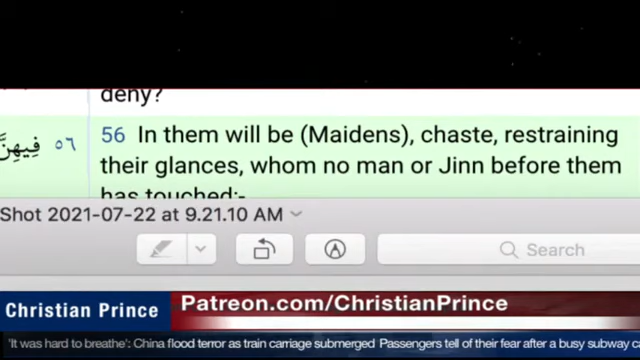 deny?
فِيهِنَّ ٥٦ 56 In them will be (Maidens), chaste, restraining
their glances, whom no man or Jinn before them
has touched;-
Shot 2021-07-22 at 9.21.10 AM
Search
Christian Prince
Patreon.com/ChristianPrince
'It was hard to breathe': China flood terror as train carriage submerged Passengers tell of their fear after a busy subway